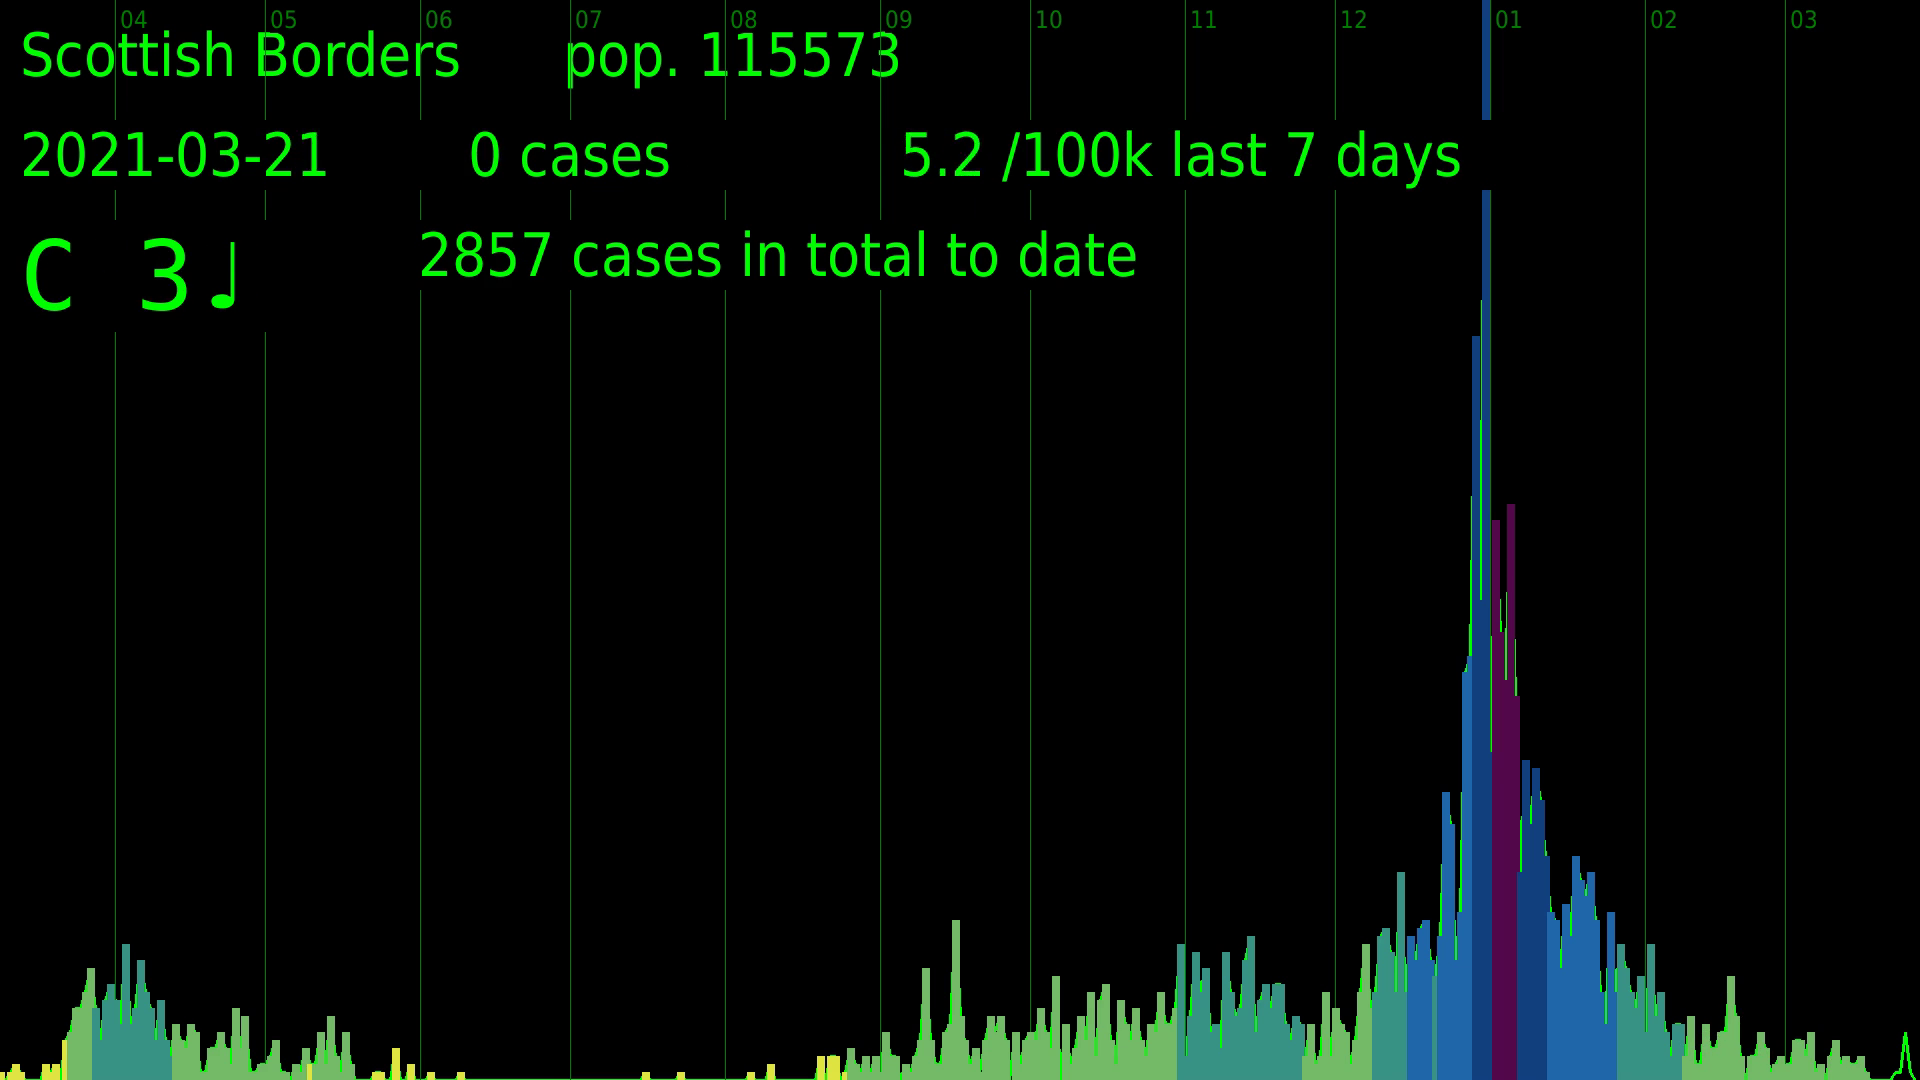 04 05 06 07 08 09 10 11 12 01 02 03
Scottish Borders pop. 115573
2021-03-21 0 cases 5.2 /100k last 7 days
C 3♩ 2857 cases in total to date